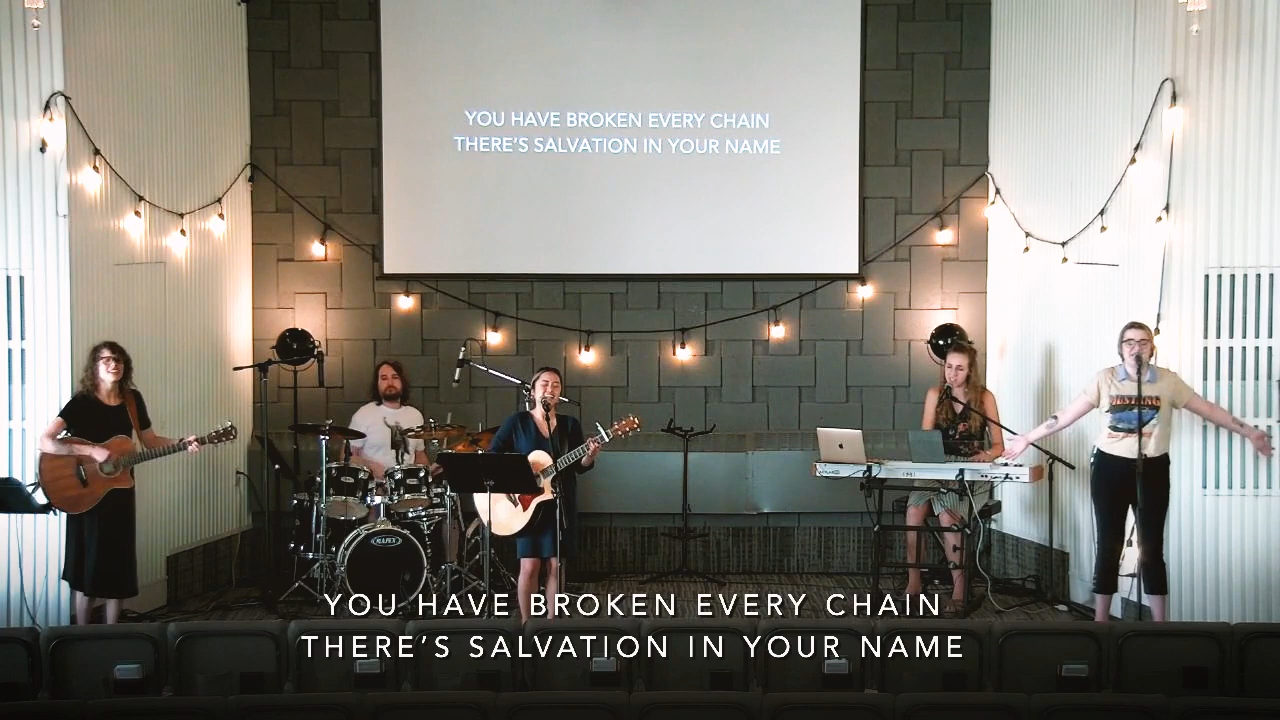 YOU HAVE BROKEN EVERY CHAIN
THERE'S SALVATION IN YOUR NAME
MAPEX
YOU HAVE BROKEN EVERY CHAIN
THERE'S SALVATION IN YOUR NAME